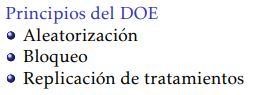 Principios del DOE
Aleatorización
Bloqueo
Replicación de tratamientos